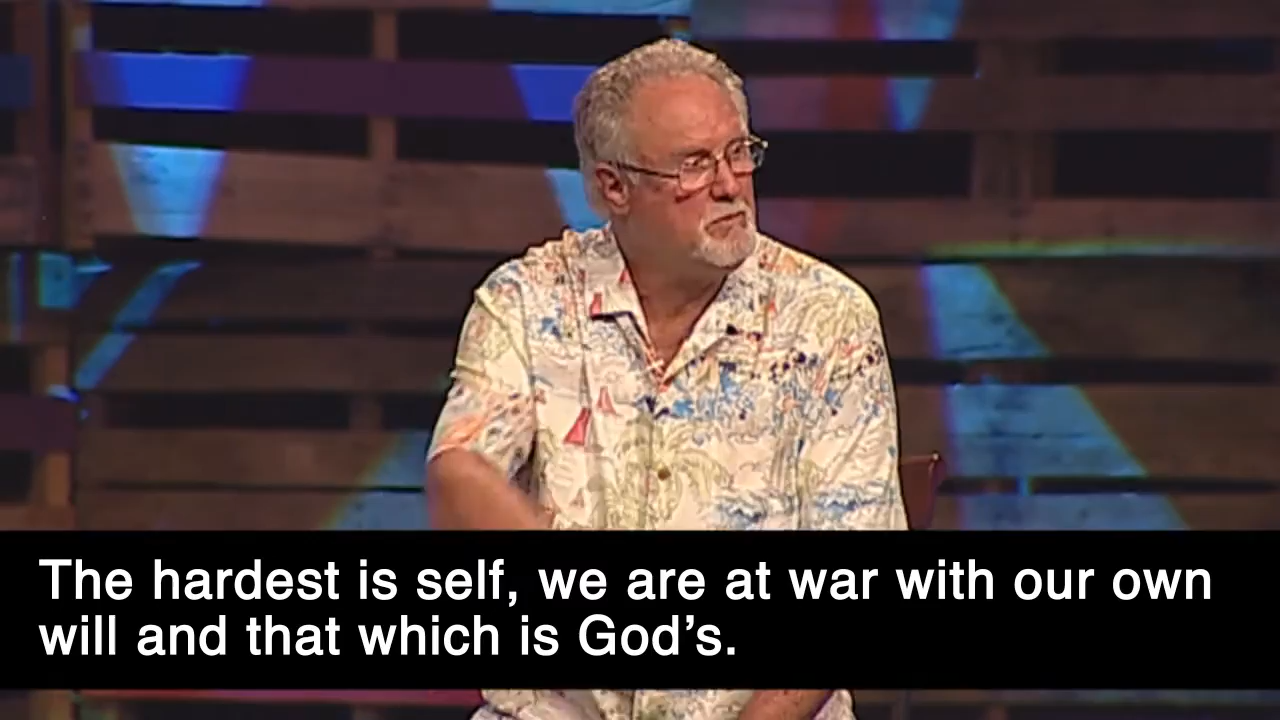 The hardest is self, we are at war with our own
will and that which is God’s.